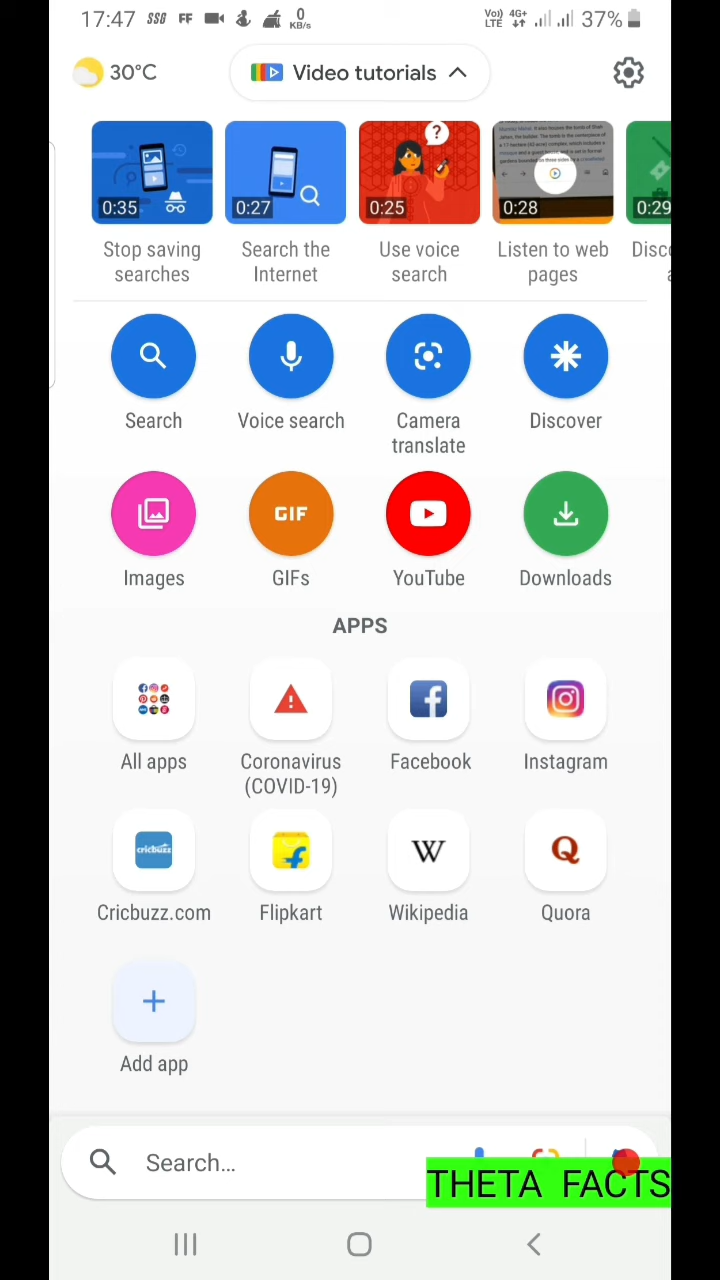 17:47 SSG FF 0 KB/s Vo) LTE 4G+ 37%
30°C Video tutorials
0:35 0:27 ? 0:25 0:28 0:29
Stop saving searches
Search the Internet
Use voice search
Listen to web pages
Search
Voice search
Camera translate
Discover
GIF
Images
GIFs
YouTube
Downloads
APPS
All apps
Coronavirus (COVID-19)
Facebook
Instagram
cricbuzz
W
Q
Cricbuzz.com
Flipkart
Wikipedia
Quora
Add app
Search…
THETA FACTS